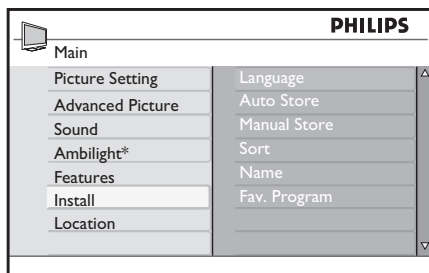 PHILIPS
Main
Picture Setting
Advanced Picture
Sound
Ambilight*
Features
Install
Location
Language
Auto Store
Manual Store
Sort
Name
Fav. Program